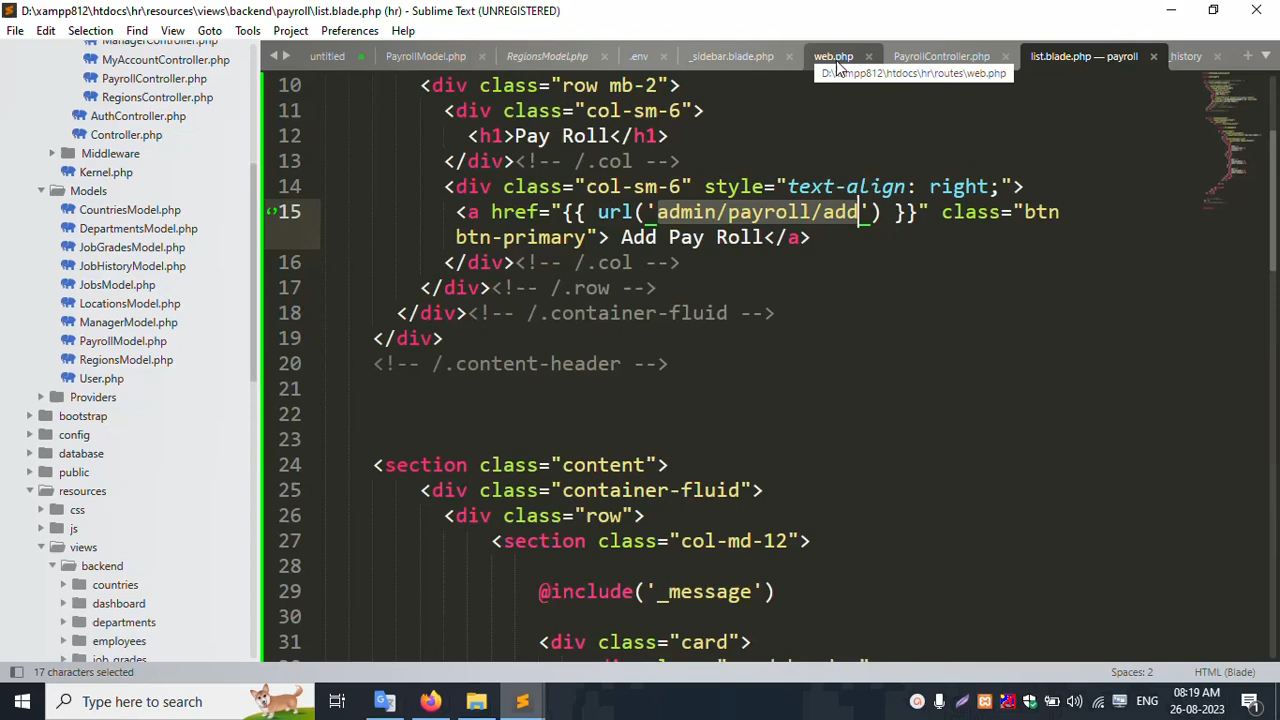 D:\xampp812\htdocs\hr\resources\views\backend\payroll\list.blade.php (hr) - Sublime Text (UNREGISTERED)
File Edit Selection Find View Goto Tools Project Preferences Help
untitled PayrollModel.php RegionsModel.php .env _sidebar.blade.php web.php PayrollController.php list.blade.php — payroll _history
D:\xampp812\htdocs\hr\routes\web.php
ManagerController.php
MyAccountController.php
PayrollController.php
RegionsController.php
AuthController.php
Controller.php
Middleware
Kernel.php
Models
CountriesModel.php
DepartmentsModel.php
JobGradesModel.php
JobHistoryModel.php
JobsModel.php
LocationsModel.php
ManagerModel.php
PayrollModel.php
RegionsModel.php
User.php
Providers
bootstrap
config
database
public
resources
css
js
views
backend
countries
dashboard
departments
employees
job_grades
10 <div class="row mb-2">
11 <div class="col-sm-6">
12 <h1>Pay Roll</h1>
13 </div><!-- /.col -->
14 <div class="col-sm-6" style="text-align: right;">
15 <a href="{{ url('admin/payroll/add') }}" class="btn
btn-primary"> Add Pay Roll</a>
16 </div><!-- /.col -->
17 </div><!-- /.row -->
18 </div><!-- /.container-fluid -->
19 </div>
20 <!-- /.content-header -->
21
22
23
24 <section class="content">
25 <div class="container-fluid">
26 <div class="row">
27 <section class="col-md-12">
28
29 @include('_message')
30
31 <div class="card">
17 characters selected Spaces: 2 HTML (Blade)
Type here to search
ENG
08:19 AM
26-08-2023